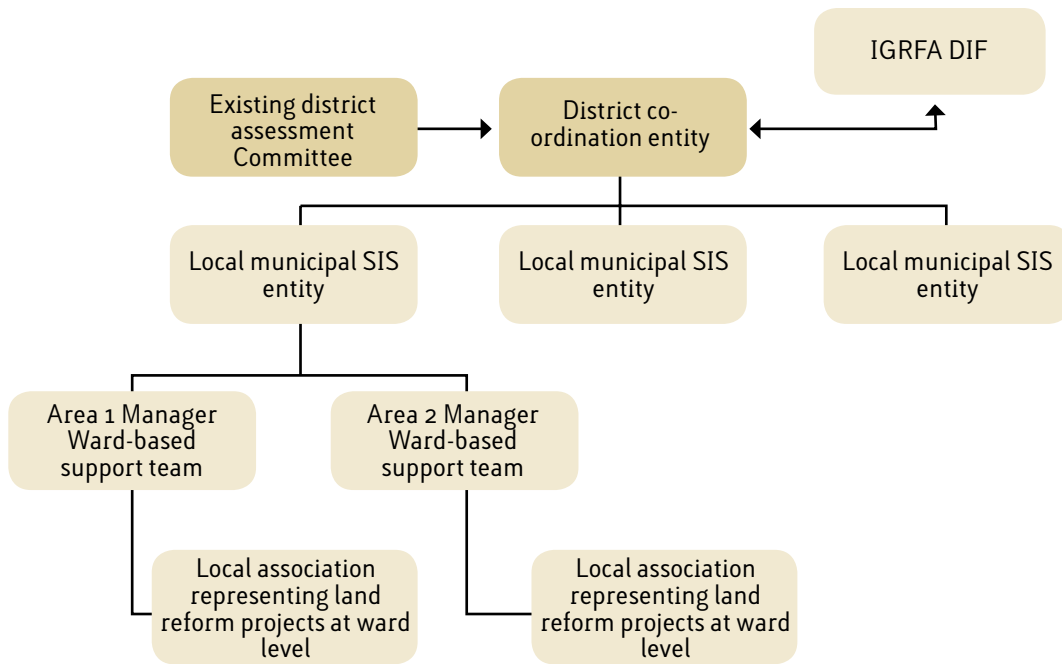 IGRFA DIF
Existing district
assessment
Committee
District co-
ordination entity
Local municipal SIS
entity
Local municipal SIS
entity
Local municipal SIS
entity
Area 1 Manager
Ward-based
support team
Area 2 Manager
Ward-based
support team
Local association
representing land
reform projects at ward
level
Local association
representing land
reform projects at ward
level